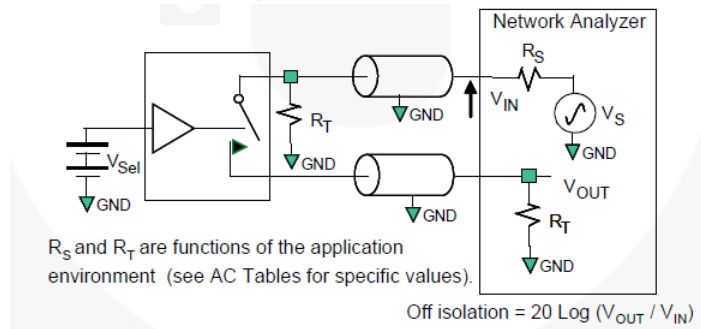 Network Analyzer
RS
VIN
VS
GND
RT
GND
GND
VSel
GND
GND
VOUT
RT
GND
RS and RT are functions of the application
environment (see AC Tables for specific values).
Off isolation = 20 Log (VOUT / VIN)